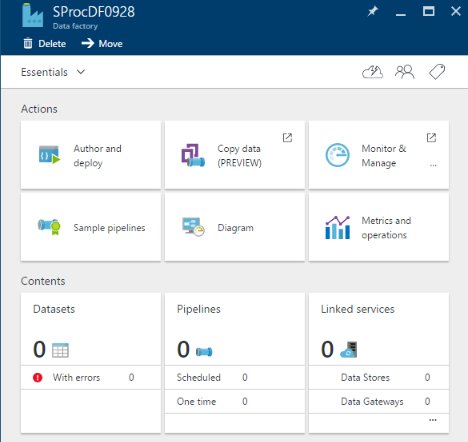 SProcDF0928
Data factory
Delete Move
Essentials
Actions
Author and
deploy
Copy data
(PREVIEW)
Monitor &
Manage
...
Sample pipelines
Diagram
Metrics and
operations
Contents
Datasets
0
With errors 0
Pipelines
0
Scheduled 0
One time 0
Linked services
0
Data Stores 0
Data Gateways 0
...